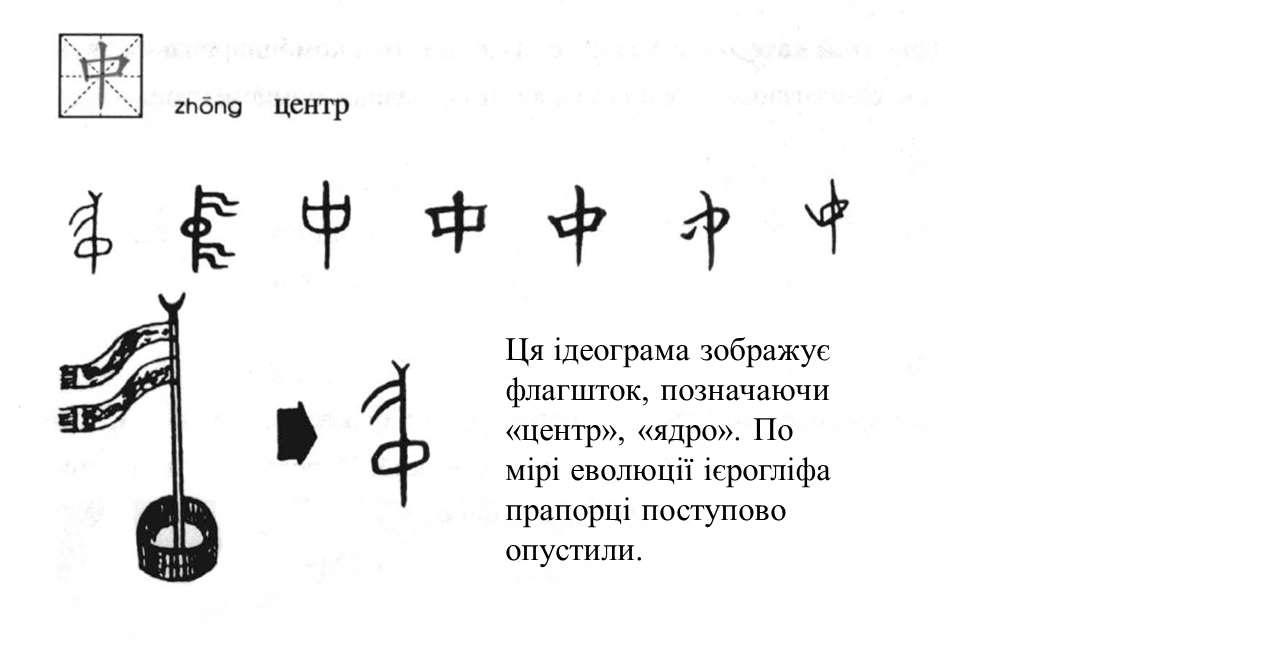 中
zhōng центр
Ця ідеограма зображує
флагшток, позначаючи
«центр», «ядро». По
мірі еволюції ієрогліфа
прапорці поступово
опустили.